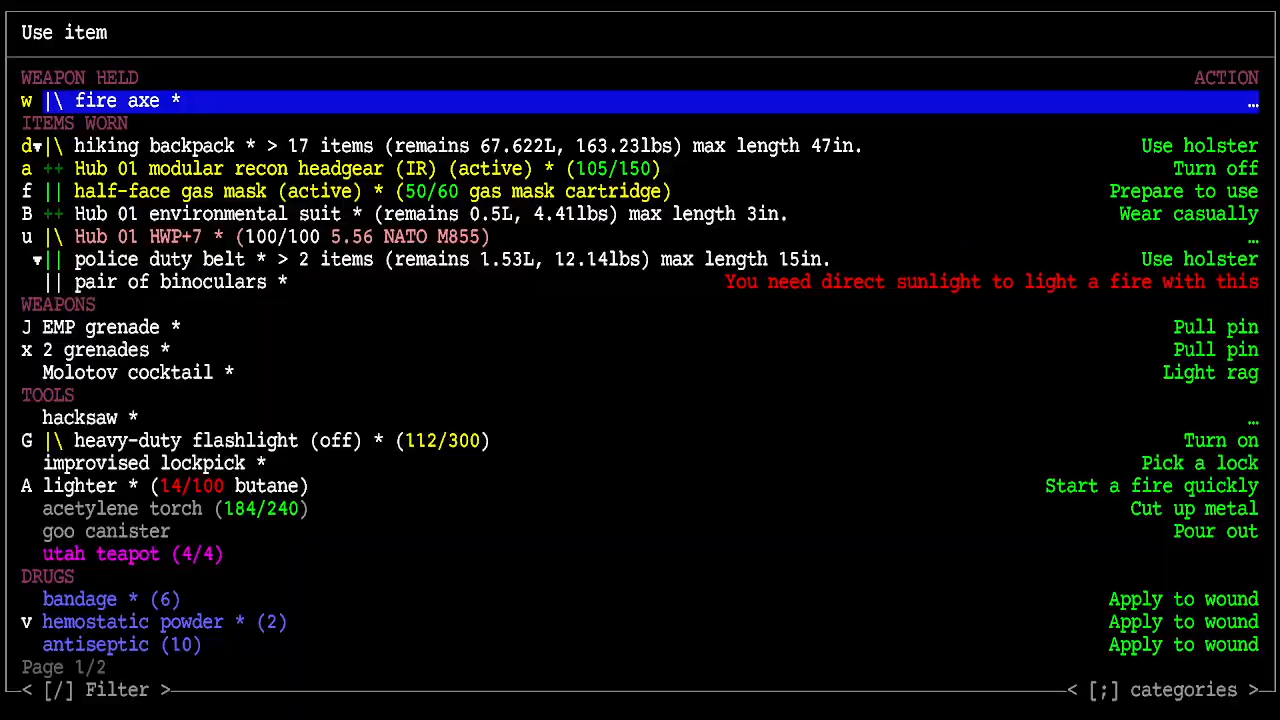 Use item
WEAPON HELD ACTION
w |\ fire axe * …
ITEMS WORN
d▾|\ hiking backpack * > 17 items (remains 67.622L, 163.23lbs) max length 47in. Use holster
a ++ Hub 01 modular recon headgear (IR) (active) * (105/150) Turn off
f || half-face gas mask (active) * (50/60 gas mask cartridge) Prepare to use
B ++ Hub 01 environmental suit * (remains 0.5L, 4.41lbs) max length 3in. Wear casually
u |\ Hub 01 HWP+7 * (100/100 5.56 NATO M855) …
▾|| police duty belt * > 2 items (remains 1.53L, 12.14lbs) max length 15in. Use holster
|| pair of binoculars * You need direct sunlight to light a fire with this
WEAPONS
J EMP grenade * Pull pin
x 2 grenades * Pull pin
Molotov cocktail * Light rag
TOOLS
hacksaw * …
G |\ heavy-duty flashlight (off) * (112/300) Turn on
improvised lockpick * Pick a lock
A lighter * (14/100 butane) Start a fire quickly
acetylene torch (184/240) Cut up metal
goo canister Pour out
utah teapot (4/4)
DRUGS
bandage * (6) Apply to wound
v hemostatic powder * (2) Apply to wound
antiseptic (10) Apply to wound
Page 1/2
< [/] Filter > < [;] categories >